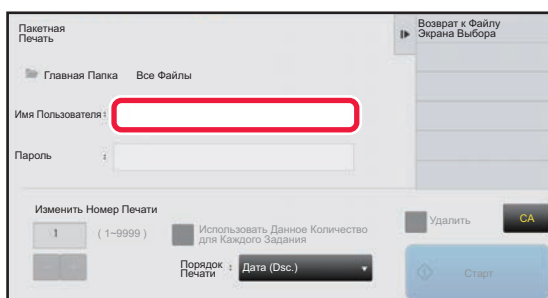 Пакетная
Печать
Возврат к Файлу
Экрана Выбора
Главная Папка Все Файлы
Имя Пользователя :
Пароль :
Изменить Номер Печати
1 ( 1~9999 )
Использовать Данное Количество
для Каждого Задания
Удалить
CA
Порядок
Печати : Дата (Dsc.)
Старт